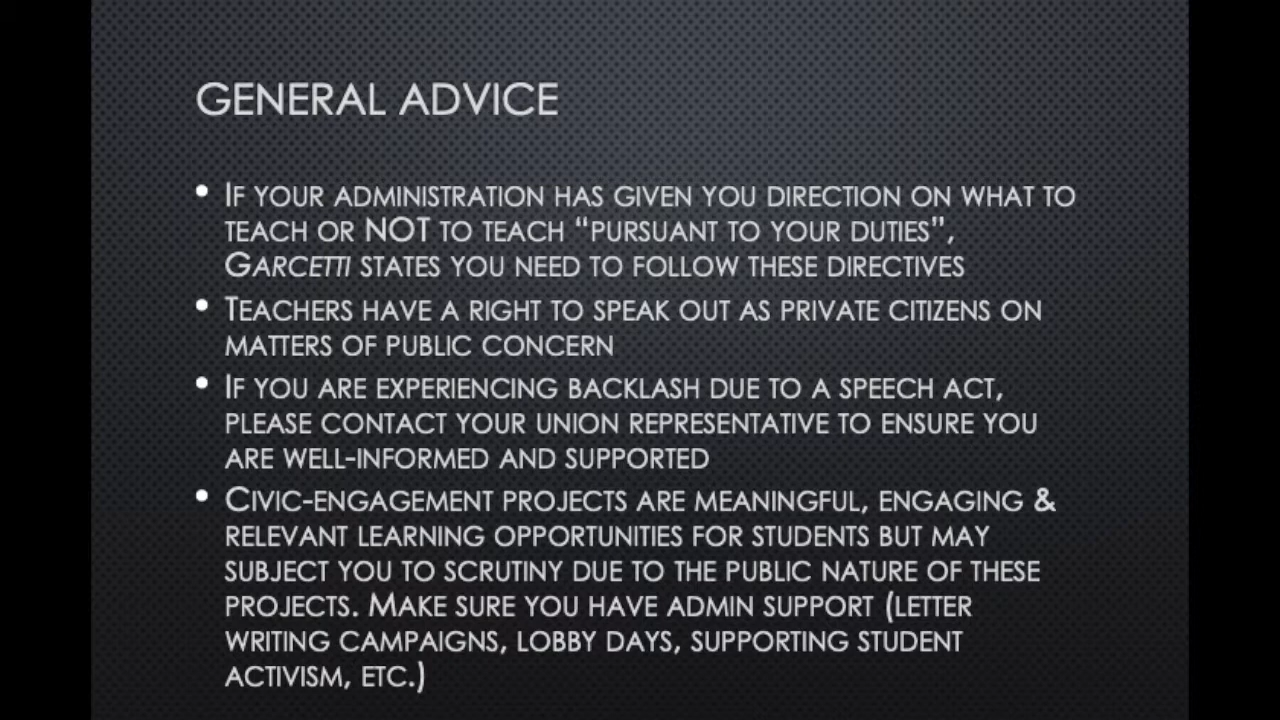 GENERAL ADVICE
• IF YOUR ADMINISTRATION HAS GIVEN YOU DIRECTION ON WHAT TO
TEACH OR NOT TO TEACH “PURSUANT TO YOUR DUTIES”,
GARCETTI STATES YOU NEED TO FOLLOW THESE DIRECTIVES
• TEACHERS HAVE A RIGHT TO SPEAK OUT AS PRIVATE CITIZENS ON
MATTERS OF PUBLIC CONCERN
• IF YOU ARE EXPERIENCING BACKLASH DUE TO A SPEECH ACT,
PLEASE CONTACT YOUR UNION REPRESENTATIVE TO ENSURE YOU
ARE WELL-INFORMED AND SUPPORTED
• CIVIC-ENGAGEMENT PROJECTS ARE MEANINGFUL, ENGAGING &
RELEVANT LEARNING OPPORTUNITIES FOR STUDENTS BUT MAY
SUBJECT YOU TO SCRUTINY DUE TO THE PUBLIC NATURE OF THESE
PROJECTS. MAKE SURE YOU HAVE ADMIN SUPPORT (LETTER
WRITING CAMPAIGNS, LOBBY DAYS, SUPPORTING STUDENT
ACTIVISM, ETC.)